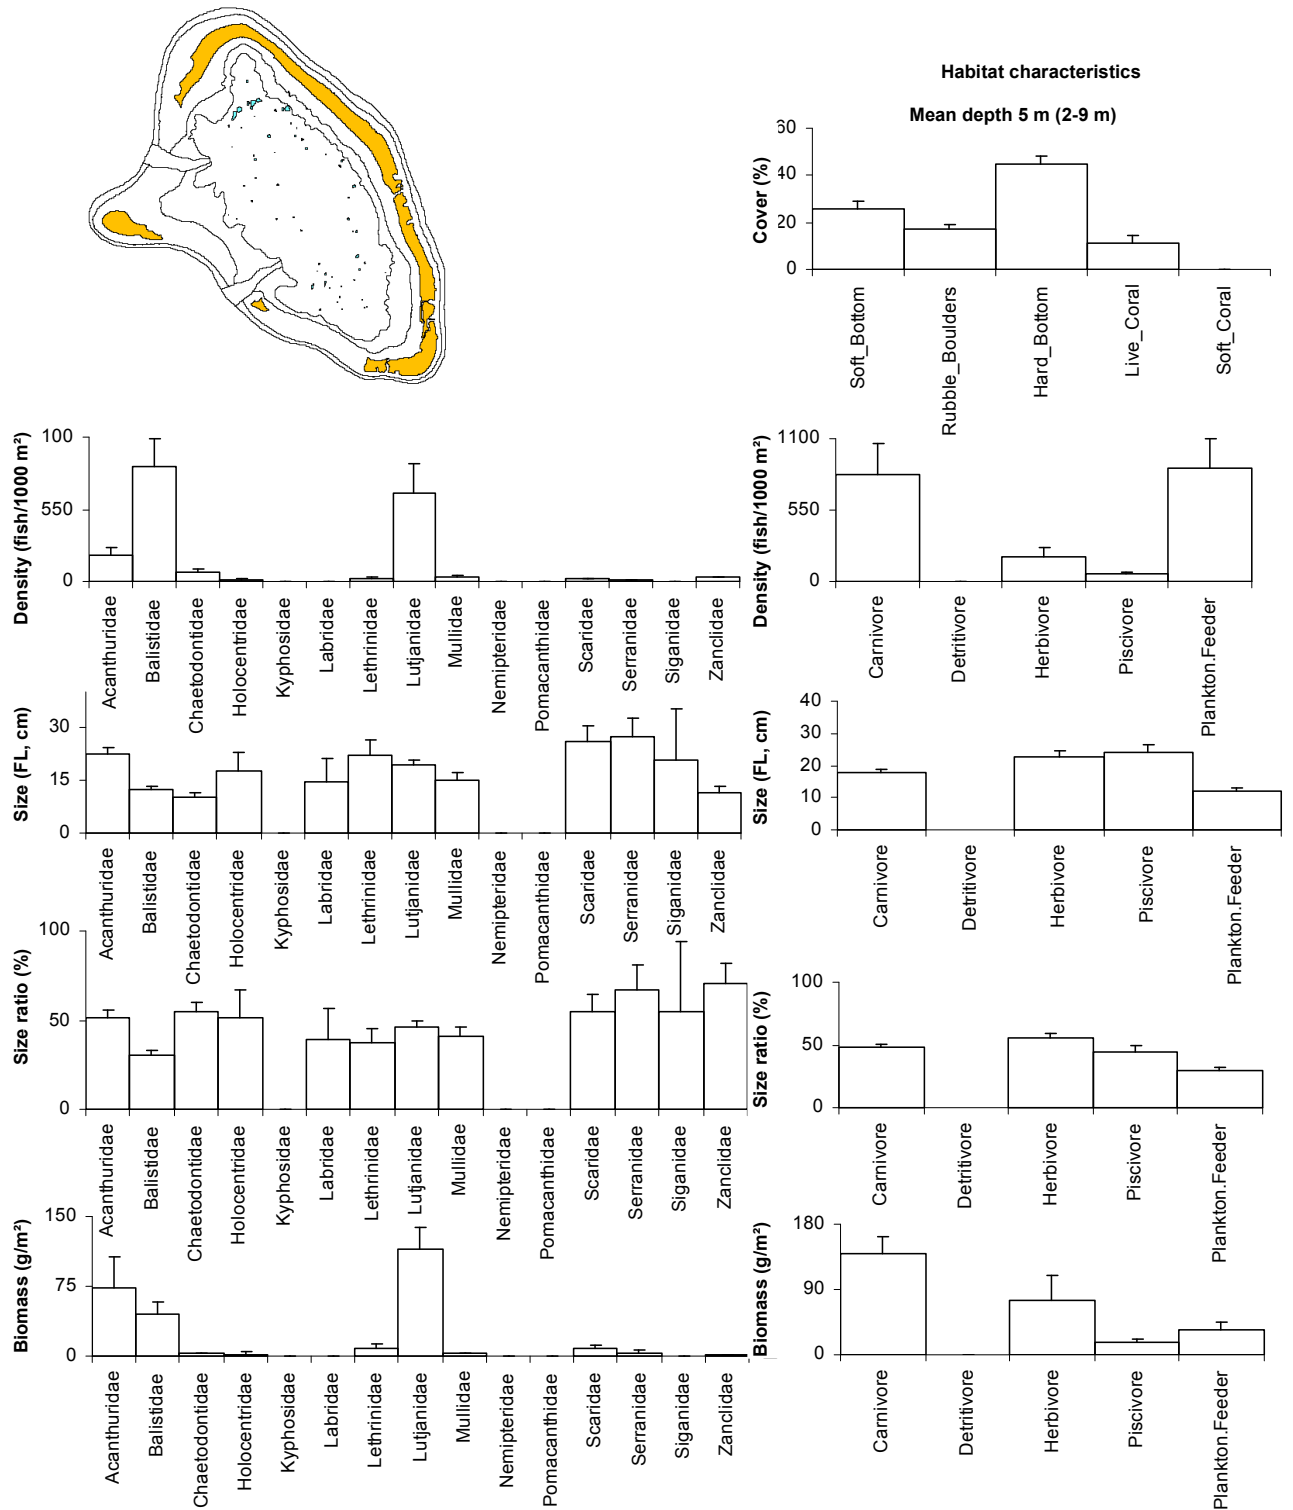 Habitat characteristics
Mean depth 5 m (2-9 m)
Cover (%)
60
40
20
0
Soft_Bottom
Rubble_Boulders
Hard_Bottom
Live_Coral
Soft_Coral
Density (fish/1000 m²)
100
550
0
Acanthuridae
Balistidae
Chaetodontidae
Holocentridae
Kyphosidae
Labridae
Lethrinidae
Lutjanidae
Mullidae
Nemipteridae
Pomacanthidae
Scaridae
Serranidae
Siganidae
Zanclidae
Density (fish/1000 m²)
1100
550
0
Carnivore
Detritivore
Herbivore
Piscivore
Plankton.Feeder
Size (FL, cm)
30
15
0
Acanthuridae
Balistidae
Chaetodontidae
Holocentridae
Kyphosidae
Labridae
Lethrinidae
Lutjanidae
Mullidae
Nemipteridae
Pomacanthidae
Scaridae
Serranidae
Siganidae
Zanclidae
Size (FL, cm)
40
30
20
10
0
Carnivore
Detritivore
Herbivore
Piscivore
Plankton.Feeder
Size ratio (%)
100
50
0
Acanthuridae
Balistidae
Chaetodontidae
Holocentridae
Kyphosidae
Labridae
Lethrinidae
Lutjanidae
Mullidae
Nemipteridae
Pomacanthidae
Scaridae
Serranidae
Siganidae
Zanclidae
Size ratio (%)
100
50
0
Carnivore
Detritivore
Herbivore
Piscivore
Plankton.Feeder
Biomass (g/m²)
150
75
0
Acanthuridae
Balistidae
Chaetodontidae
Holocentridae
Kyphosidae
Labridae
Lethrinidae
Lutjanidae
Mullidae
Nemipteridae
Pomacanthidae
Scaridae
Serranidae
Siganidae
Zanclidae
Biomass (g/m²)
180
90
0
Carnivore
Detritivore
Herbivore
Piscivore
Plankton.Feeder